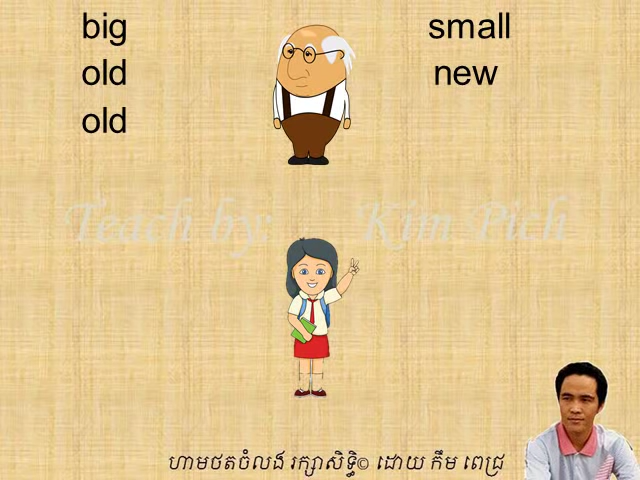 big small
old new
old
Teach by: Kim Pich
ហាមថតចំលង រក្សាសិទ្ធិ© ដោយ កឹម ពេជ្រ